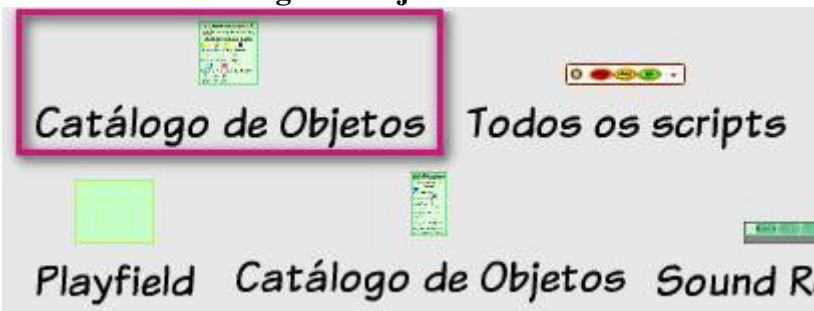 Catálogo de Objetos
Todos os scripts
Playfield
Catálogo de Objetos
Sound